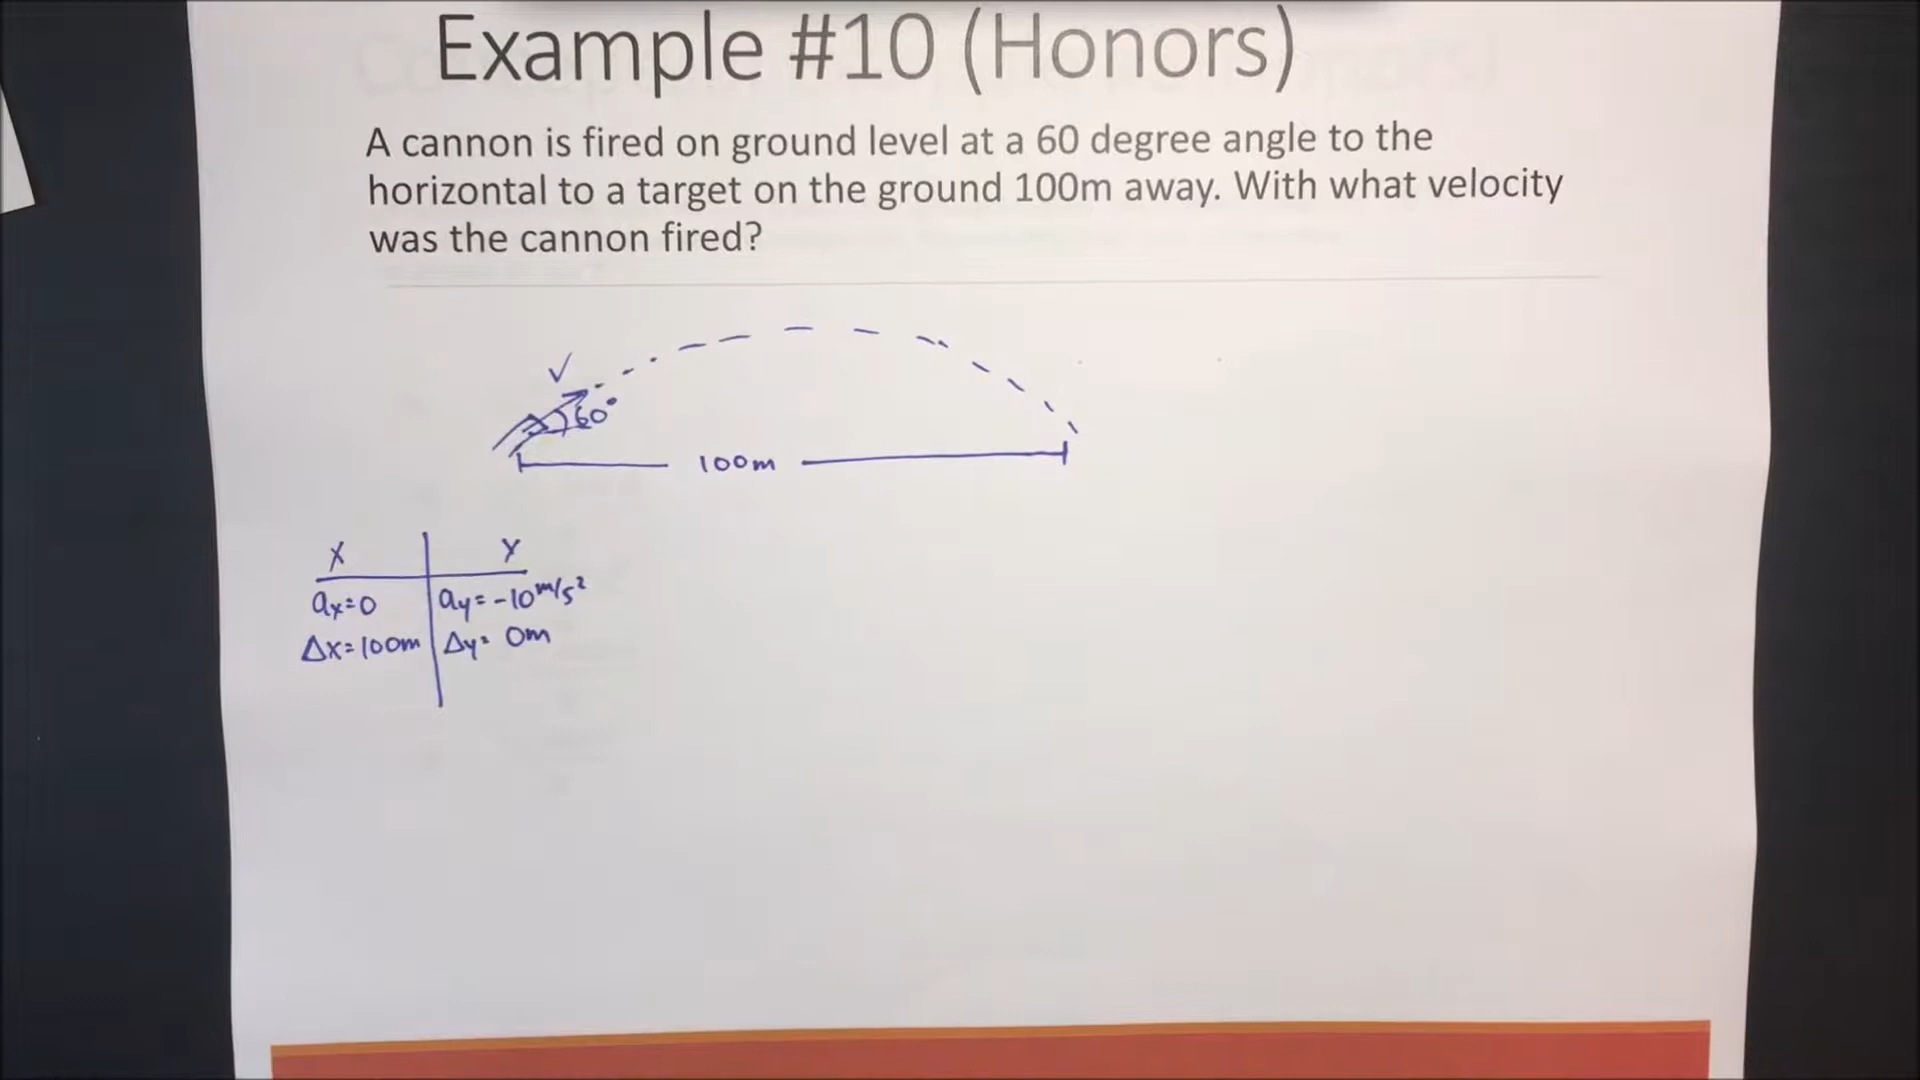 Example #10 (Honors)
A cannon is fired on ground level at a 60 degree angle to the
horizontal to a target on the ground 100m away. With what velocity
was the cannon fired?
V
60°
100m
X Y
ax=0 ay=-10m/s²
Δx=100m Δy= 0m